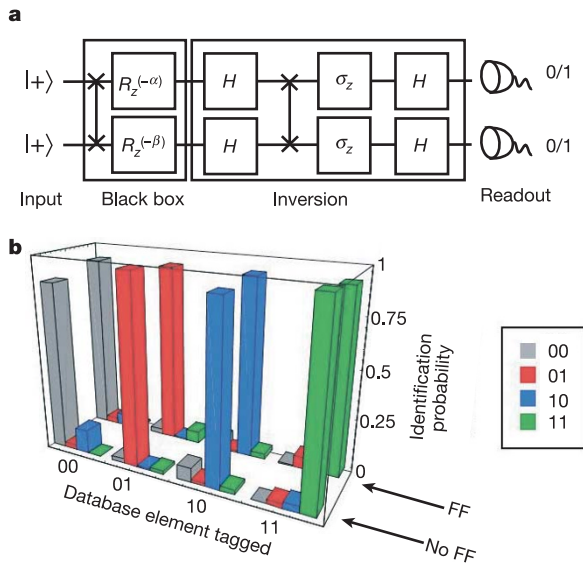 a
|+⟩ R_z^(-α) H σ_z H 0/1
|+⟩ R_z^(-β) H σ_z H 0/1
Input Black box Inversion Readout
b
1
0.75
0.5
0.25
0
Identification
probability
00
01
10
11
Database element tagged
FF
No FF
00
01
10
11